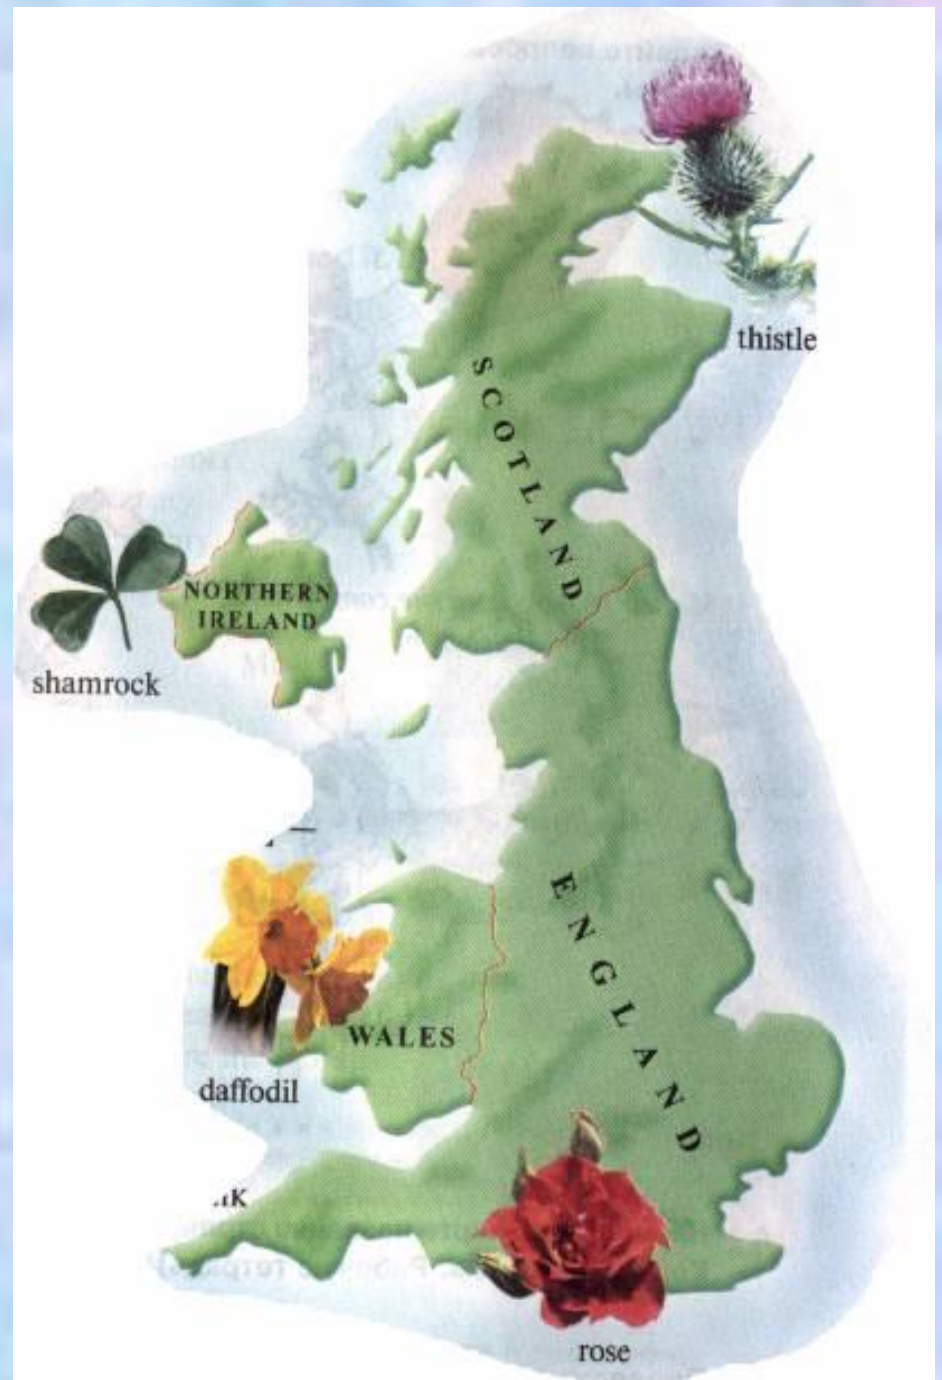 thistle
SCOTLAND
NORTHERN
IRELAND
shamrock
ENGLAND
WALES
daffodil
rose